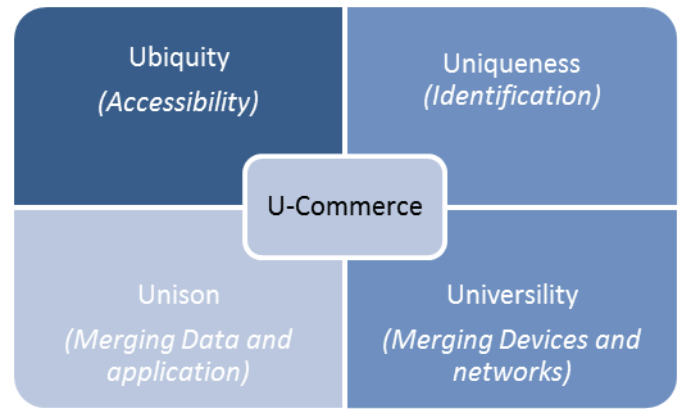 Ubiquity
(Accessibility)
Uniqueness
(Identification)
U-Commerce
Unison
(Merging Data and
application)
Universility
(Merging Devices and
networks)